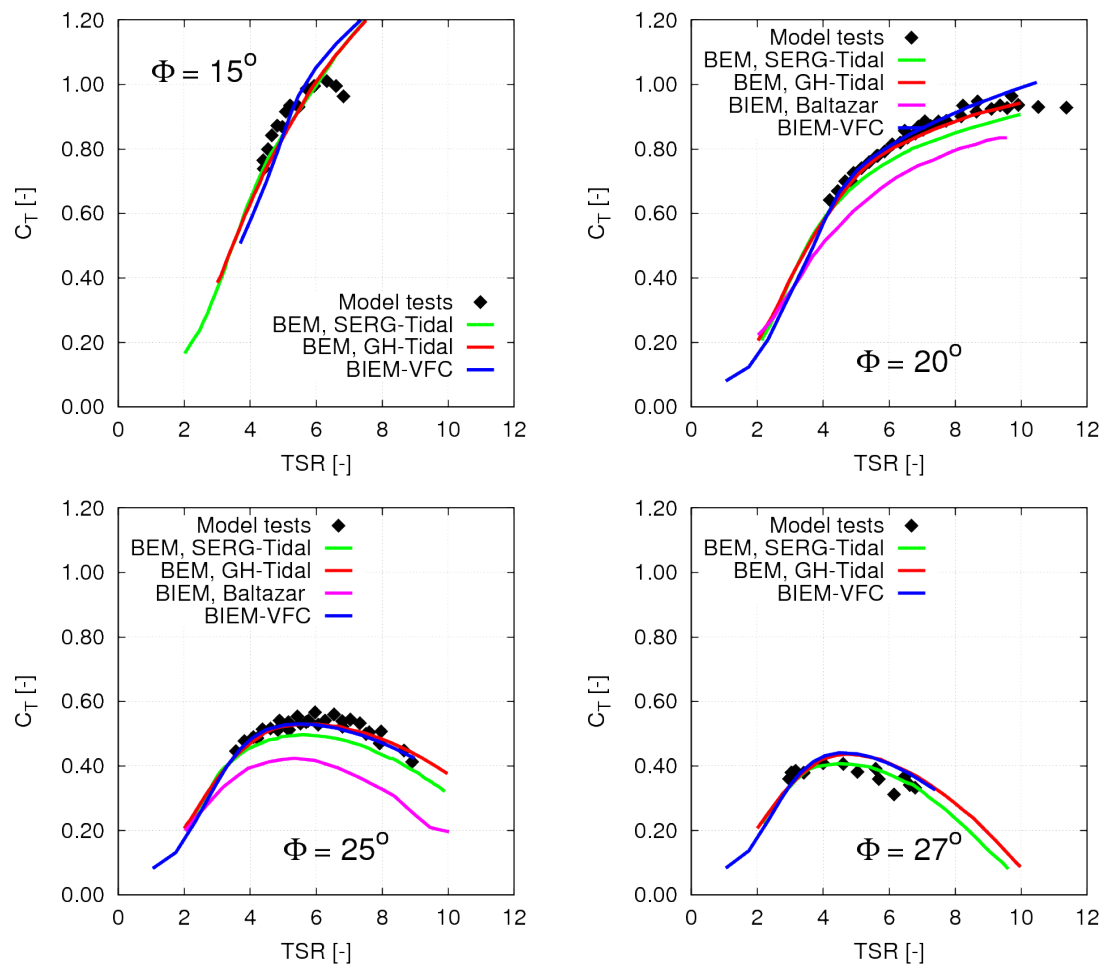 1.20
1.00
0.80
0.60
0.40
0.20
0.00
C_T [-]
Φ = 15°
Model tests
BEM, SERG-Tidal
BEM, GH-Tidal
BIEM-VFC
0 2 4 6 8 10 12
TSR [-]
1.20
1.00
0.80
0.60
0.40
0.20
0.00
C_T [-]
Model tests
BEM, SERG-Tidal
BEM, GH-Tidal
BIEM, Baltazar
BIEM-VFC
Φ = 20°
0 2 4 6 8 10 12
TSR [-]
1.20
1.00
0.80
0.60
0.40
0.20
0.00
C_T [-]
Model tests
BEM, SERG-Tidal
BEM, GH-Tidal
BIEM, Baltazar
BIEM-VFC
Φ = 25°
0 2 4 6 8 10 12
TSR [-]
1.20
1.00
0.80
0.60
0.40
0.20
0.00
C_T [-]
Model tests
BEM, SERG-Tidal
BEM, GH-Tidal
BIEM-VFC
Φ = 27°
0 2 4 6 8 10 12
TSR [-]